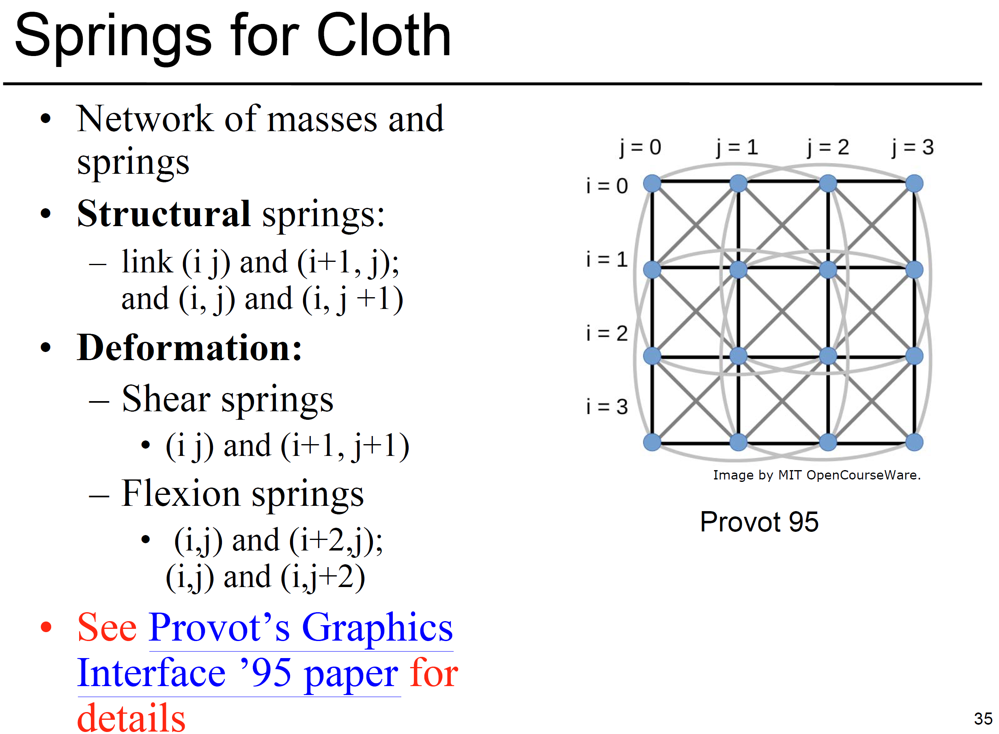 Springs for Cloth
• Network of masses and
springs
• Structural springs:
– link (i j) and (i+1, j);
and (i, j) and (i, j +1)
• Deformation:
– Shear springs
• (i j) and (i+1, j+1)
– Flexion springs
• (i,j) and (i+2,j);
(i,j) and (i,j+2)
• See Provot’s Graphics
Interface ’95 paper for
details
j = 0 j = 1 j = 2 j = 3
i = 0
i = 1
i = 2
i = 3
Image by MIT OpenCourseWare.
Provot 95
35